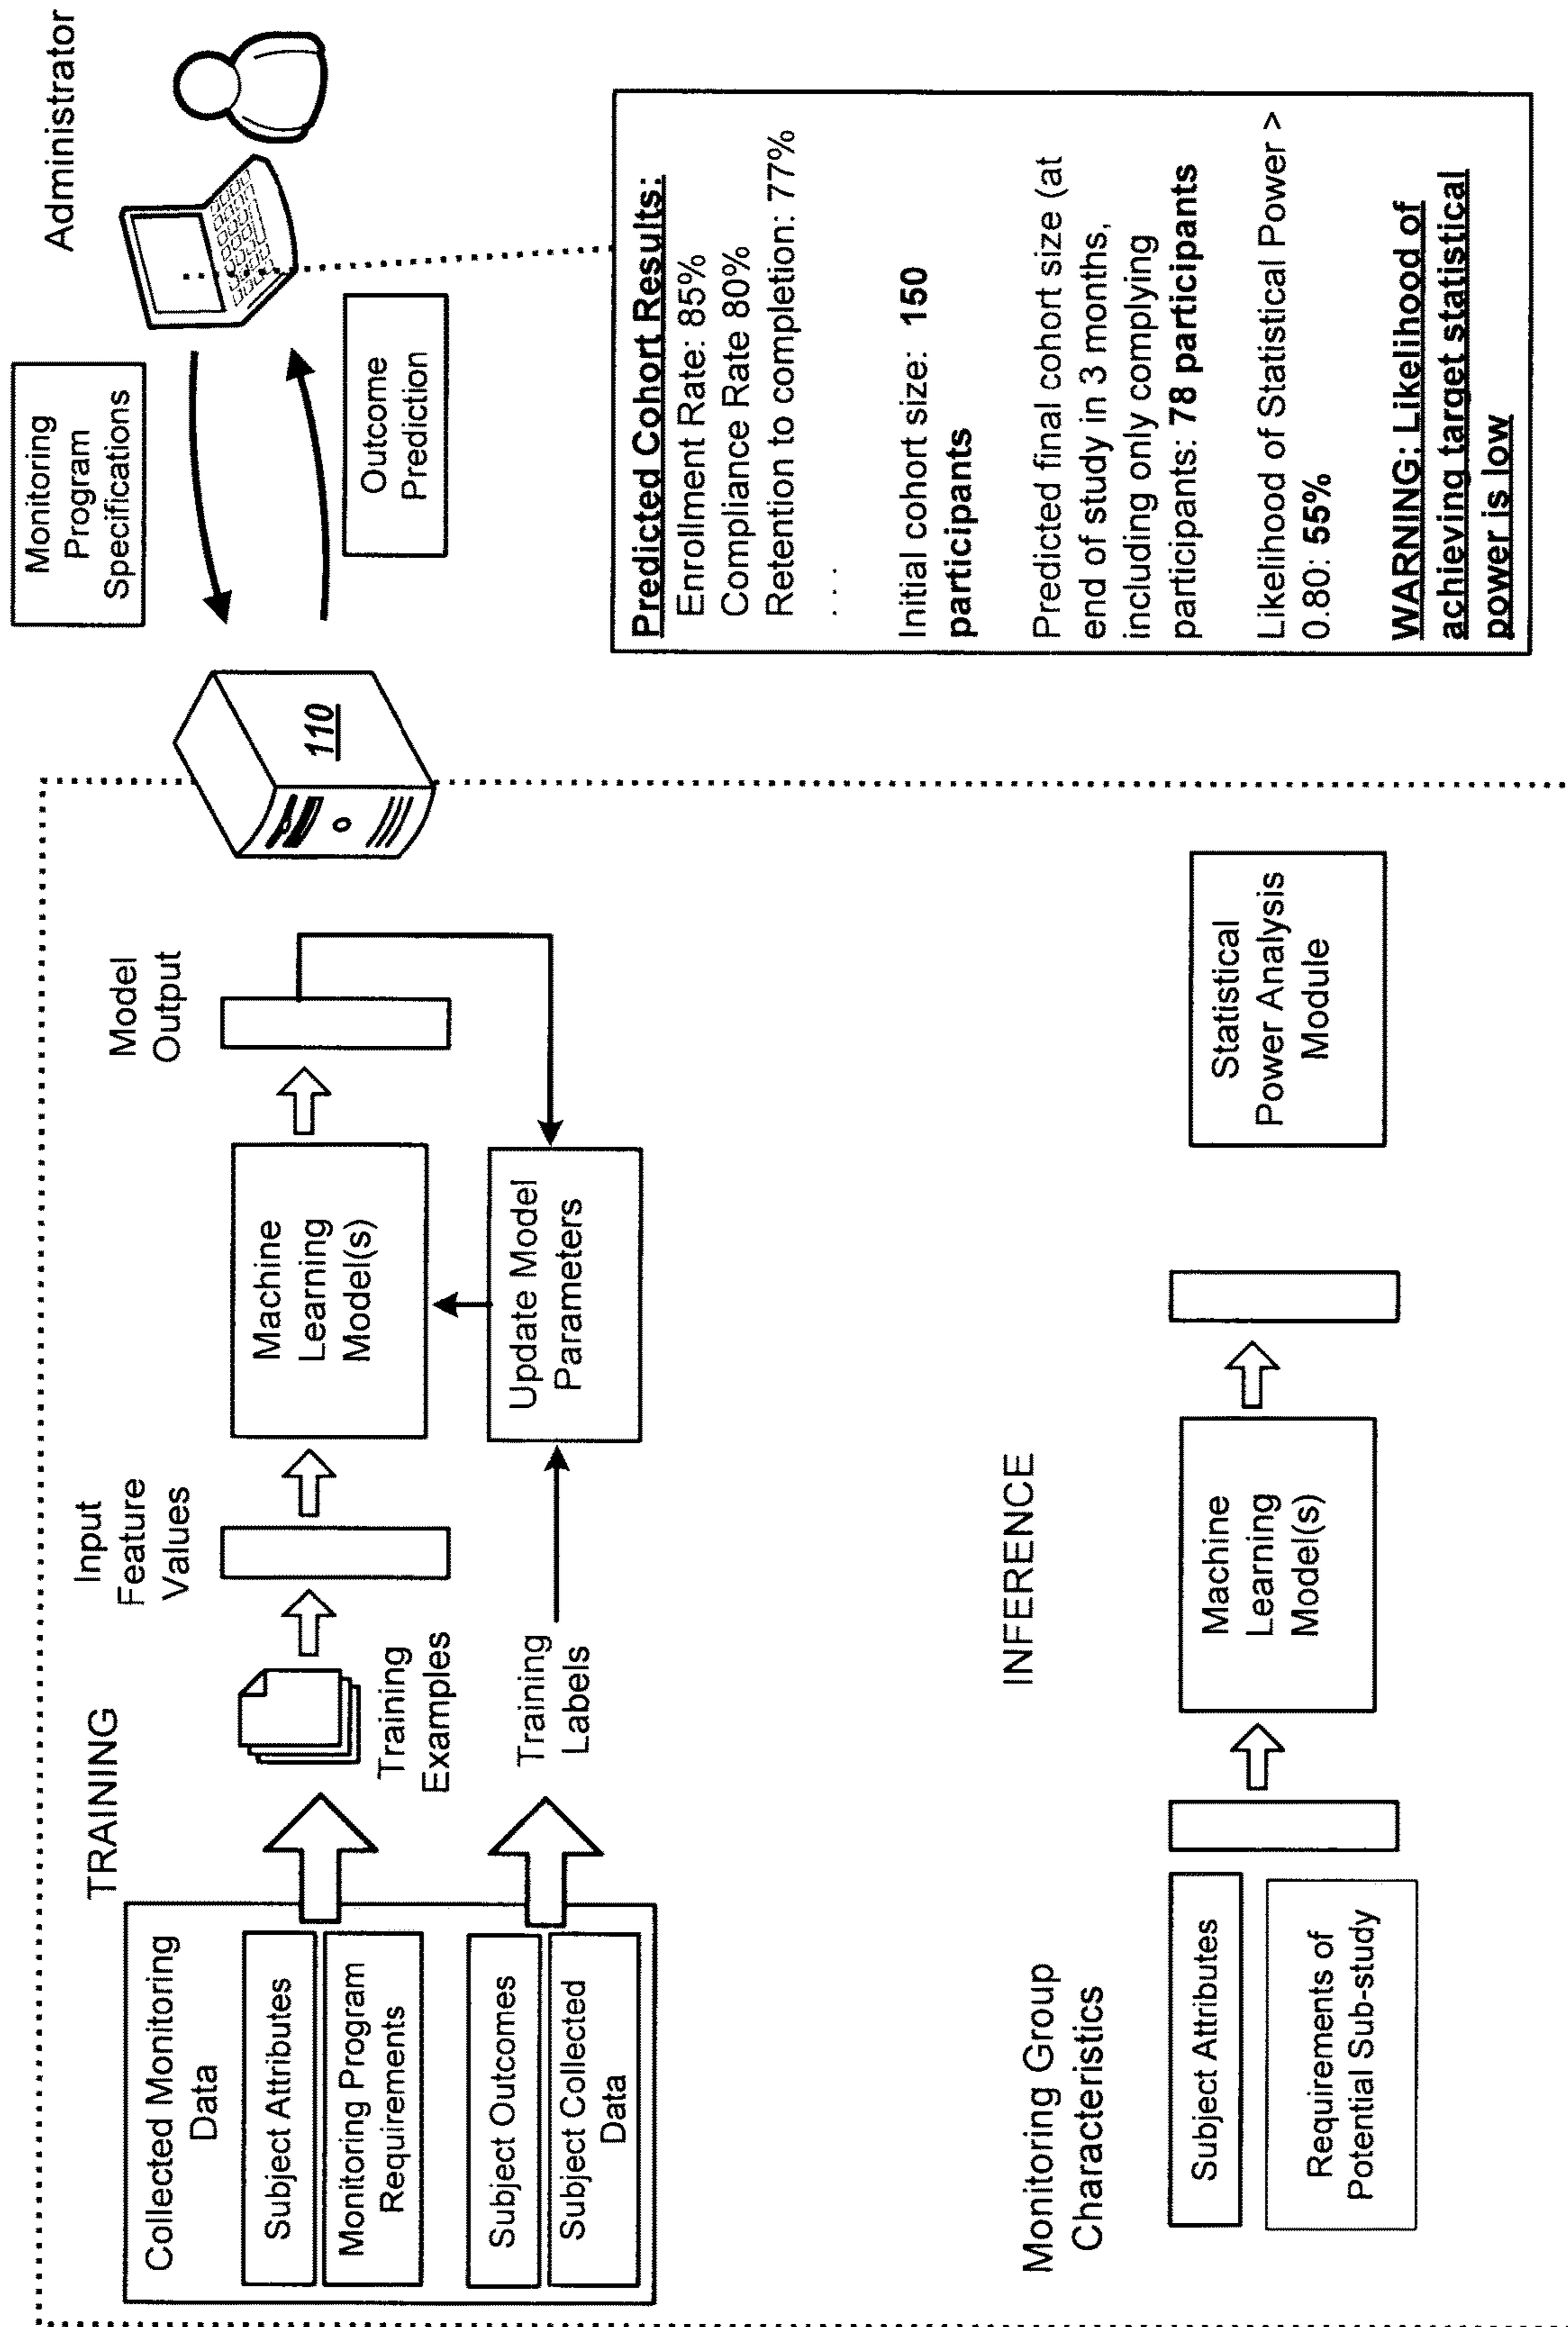 TRAINING
Collected Monitoring
Data
Subject Attributes
Monitoring Program
Requirements
Subject Outcomes
Subject Collected
Data
Training
Examples
Training
Labels
Input
Feature
Values
Machine
Learning
Model(s)
Update Model
Parameters
Model
Output
110
Monitoring
Program
Specifications
Outcome
Prediction
Administrator
INFERENCE
Monitoring Group
Characteristics
Subject Attributes
Requirements of
Potential Sub-study
Machine
Learning
Model(s)
Statistical
Power Analysis
Module
Predicted Cohort Results:
Enrollment Rate: 85%
Compliance Rate 80%
Retention to completion: 77%
. . .
Initial cohort size: 150
participants
Predicted final cohort size (at
end of study in 3 months,
including only complying
participants: 78 participants
Likelihood of Statistical Power >
0.80: 55%
WARNING: Likelihood of
achieving target statistical
power is low